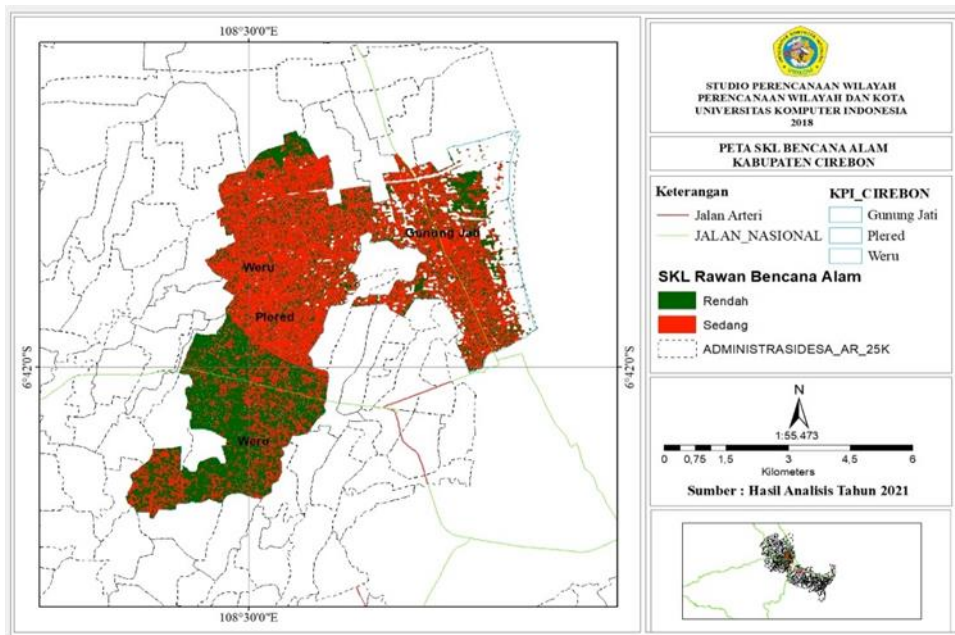 108°30'0"E
6°42'0"S
Weru
Plered
Gunung Jati
Weru
6°42'0"S
108°30'0"E
STUDIO PERENCANAAN WILAYAH
PERENCANAAN WILAYAH DAN KOTA
UNIVERSITAS KOMPUTER INDONESIA
2018
PETA SKL BENCANA ALAM
KABUPATEN CIREBON
Keterangan
Jalan Arteri
JALAN_NASIONAL
KPI_CIREBON
Gunung Jati
Plered
Weru
SKL Rawan Bencana Alam
Rendah
Sedang
ADMINISTRASIDESA_AR_25K
N
1:55.473
0 0,75 1,5 3 4,5 6
Kilometers
Sumber : Hasil Analisis Tahun 2021